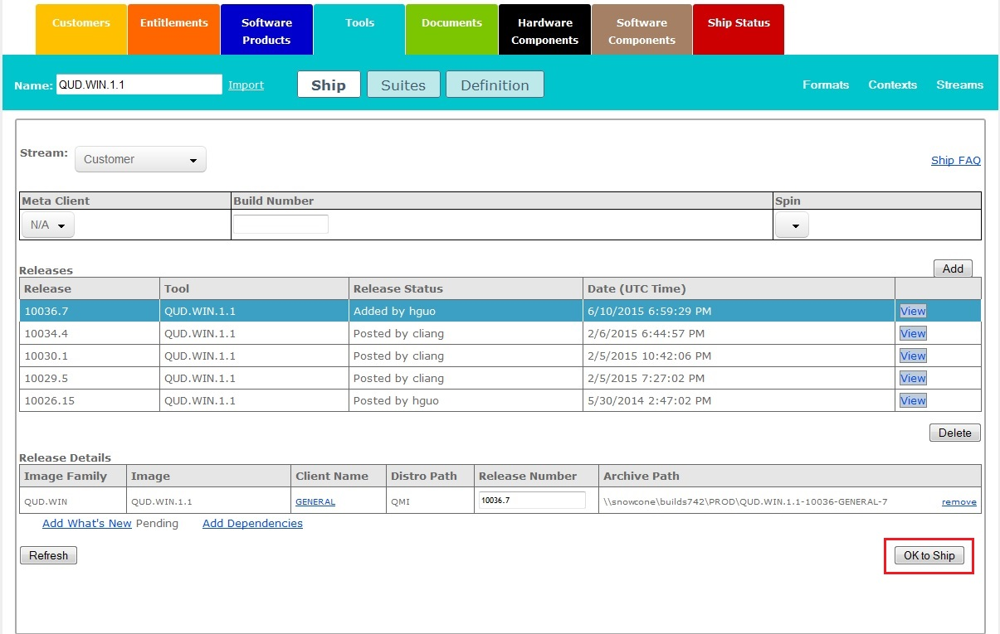 Customers Entitlements Software Products Tools Documents Hardware Components Software Components Ship Status
Name: QUD.WIN.1.1 Import Ship Suites Definition Formats Contexts Streams
Stream: Customer Ship FAQ
Meta Client Build Number Spin
N/A
Releases Add
Release Tool Release Status Date (UTC Time)
10036.7 QUD.WIN.1.1 Added by hguo 6/10/2015 6:59:29 PM View
10034.4 QUD.WIN.1.1 Posted by cliang 2/6/2015 6:44:57 PM View
10030.1 QUD.WIN.1.1 Posted by cliang 2/5/2015 10:42:06 PM View
10029.5 QUD.WIN.1.1 Posted by cliang 2/5/2015 7:27:02 PM View
10026.15 QUD.WIN.1.1 Posted by hguo 5/30/2014 2:47:02 PM View
Delete
Release Details
Image Family Image Client Name Distro Path Release Number Archive Path
QUD.WIN QUD.WIN.1.1 GENERAL QMI 10036.7 \\snowcone\builds742\PROD\QUD.WIN.1.1-10036-GENERAL-7 remove
Add What's New Pending Add Dependencies
Refresh OK to Ship